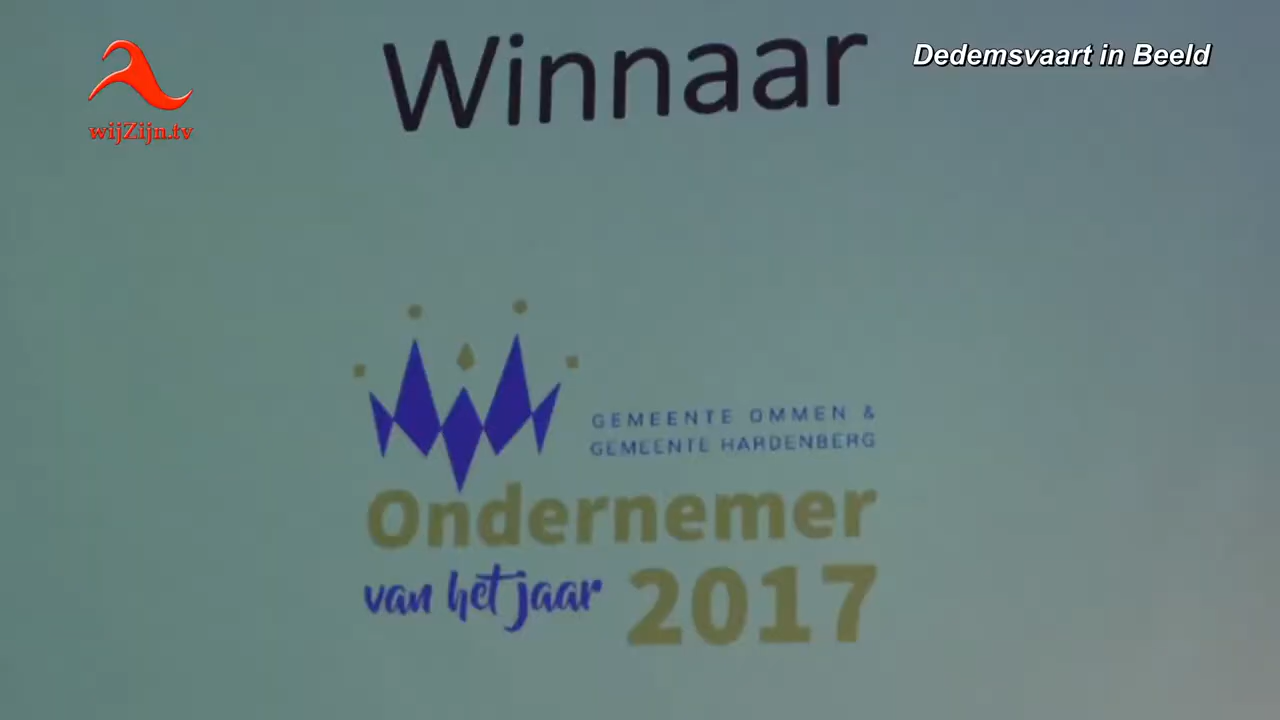 Winnaar
Dedemsvaart in Beeld
wijZijn.tv
GEMEENTE OMMEN &
GEMEENTE HARDENBERG
Ondernemer
van het jaar 2017